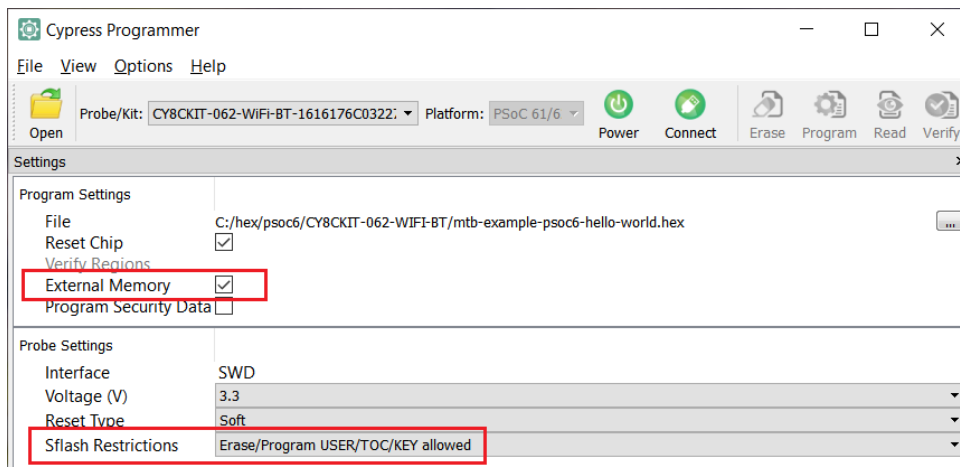 Cypress Programmer
File View Options Help
Open Probe/Kit: CY8CKIT-062-WiFi-BT-1616176C0322 Platform: PSoC 61/6 Power Connect Erase Program Read Verify
Settings
Program Settings
File C:/hex/psoc6/CY8CKIT-062-WIFI-BT/mtb-example-psoc6-hello-world.hex ...
Reset Chip
Verify Regions
External Memory
Program Security Data
Probe Settings
Interface SWD
Voltage (V) 3.3
Reset Type Soft
Sflash Restrictions Erase/Program USER/TOC/KEY allowed